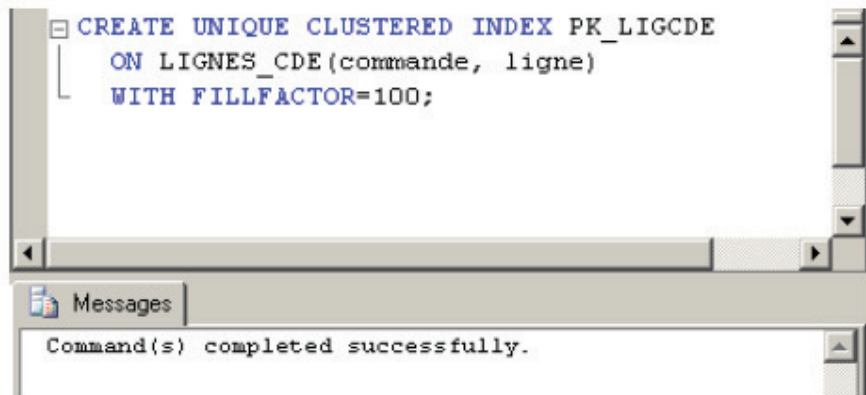 CREATE UNIQUE CLUSTERED INDEX PK_LIGCDE
ON LIGNES_CDE(commande, ligne)
WITH FILLFACTOR=100;
Messages
Command(s) completed successfully.